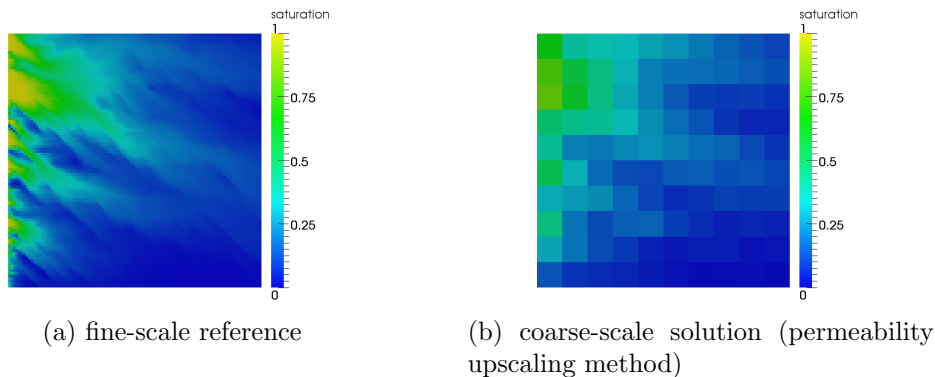 saturation
1
0.75
0.5
0.25
0
(a) fine-scale reference
saturation
1
0.75
0.5
0.25
0
(b) coarse-scale solution (permeability
upscaling method)